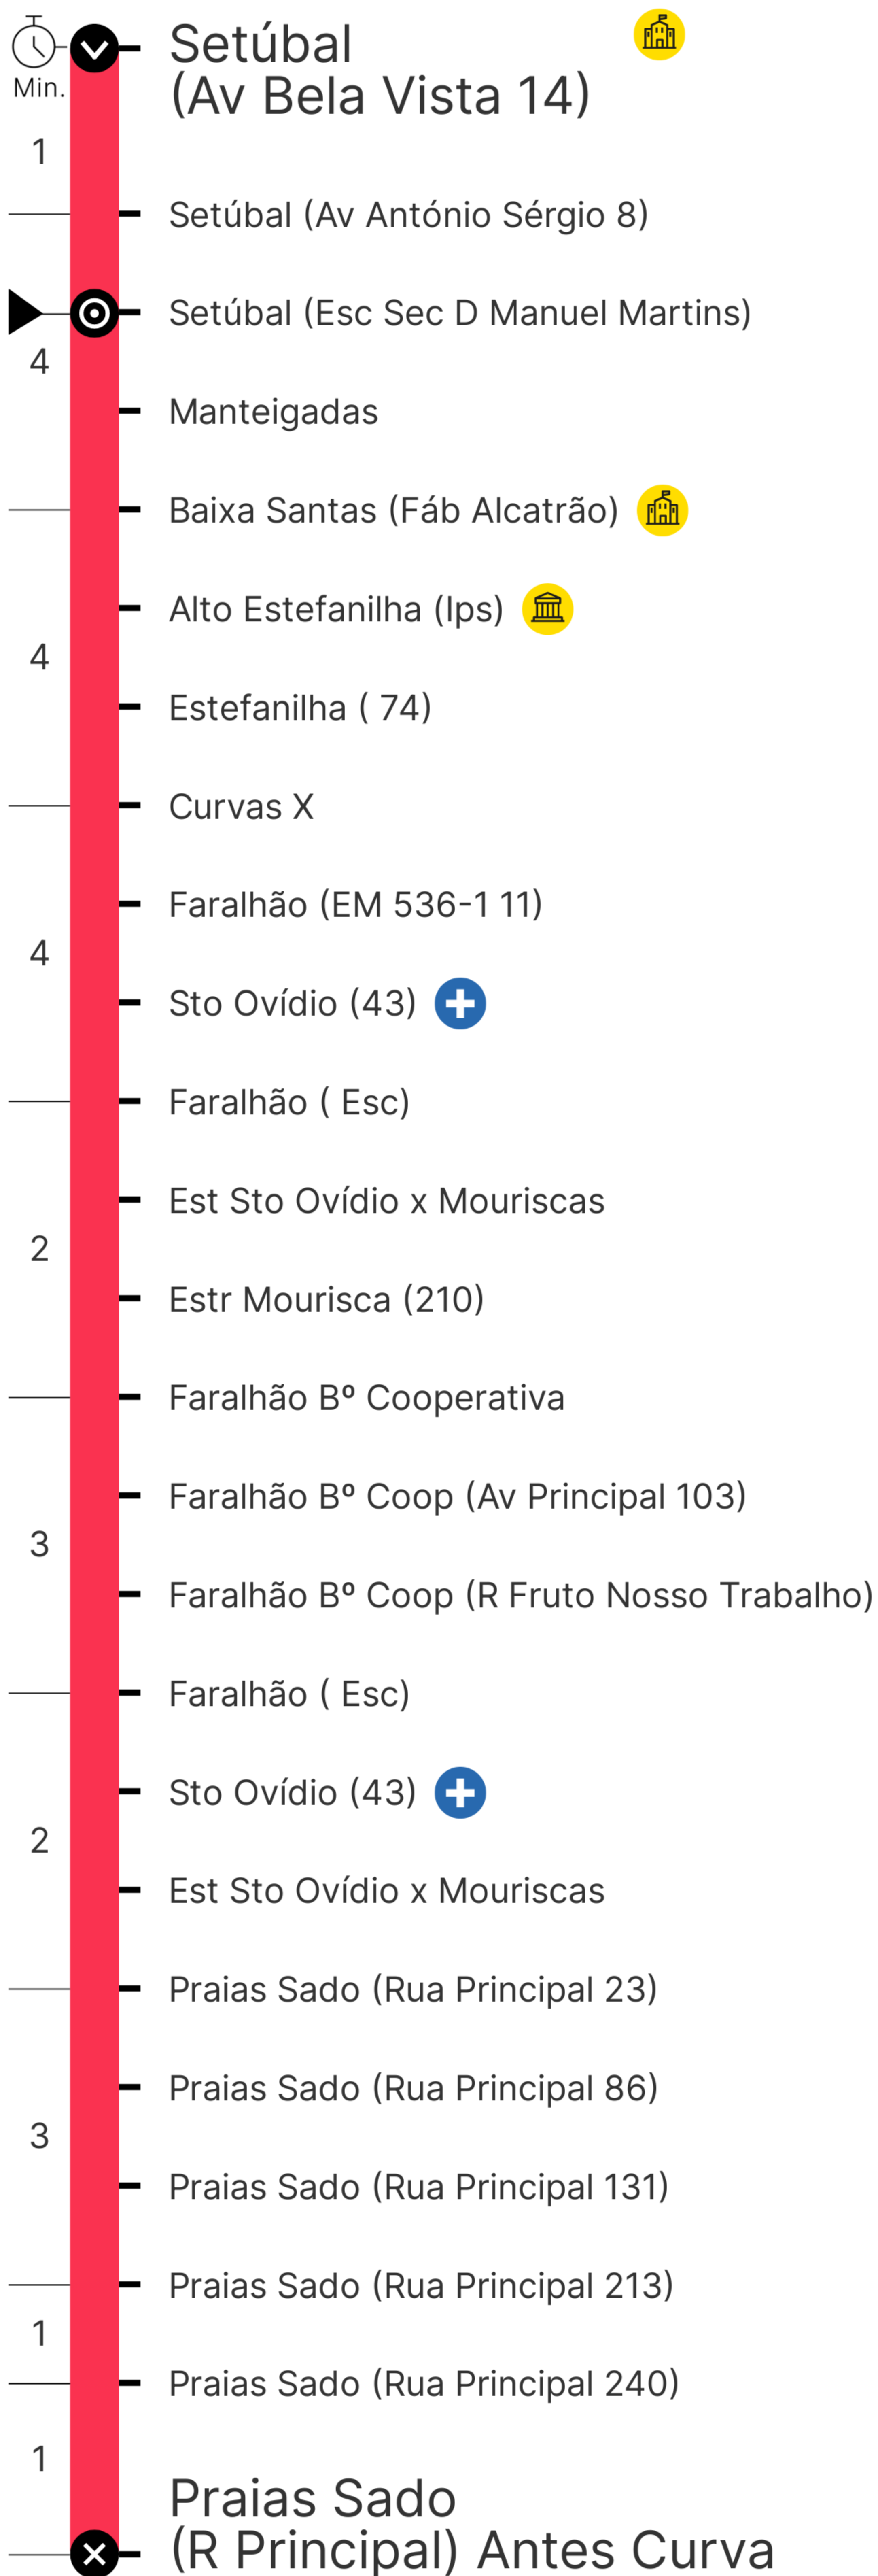 Setúbal
(Av Bela Vista 14)
Min.
1
Setúbal (Av António Sérgio 8)
Setúbal (Esc Sec D Manuel Martins)
4
Manteigadas
Baixa Santas (Fáb Alcatrão)
Alto Estefanilha (Ips)
4
Estefanilha ( 74)
Curvas X
Faralhão (EM 536-1 11)
4
Sto Ovídio (43)
Faralhão ( Esc)
Est Sto Ovídio x Mouriscas
2
Estr Mourisca (210)
Faralhão Bº Cooperativa
Faralhão Bº Coop (Av Principal 103)
3
Faralhão Bº Coop (R Fruto Nosso Trabalho)
Faralhão ( Esc)
Sto Ovídio (43)
2
Est Sto Ovídio x Mouriscas
Praias Sado (Rua Principal 23)
Praias Sado (Rua Principal 86)
3
Praias Sado (Rua Principal 131)
Praias Sado (Rua Principal 213)
1
Praias Sado (Rua Principal 240)
1
Praias Sado
(R Principal) Antes Curva